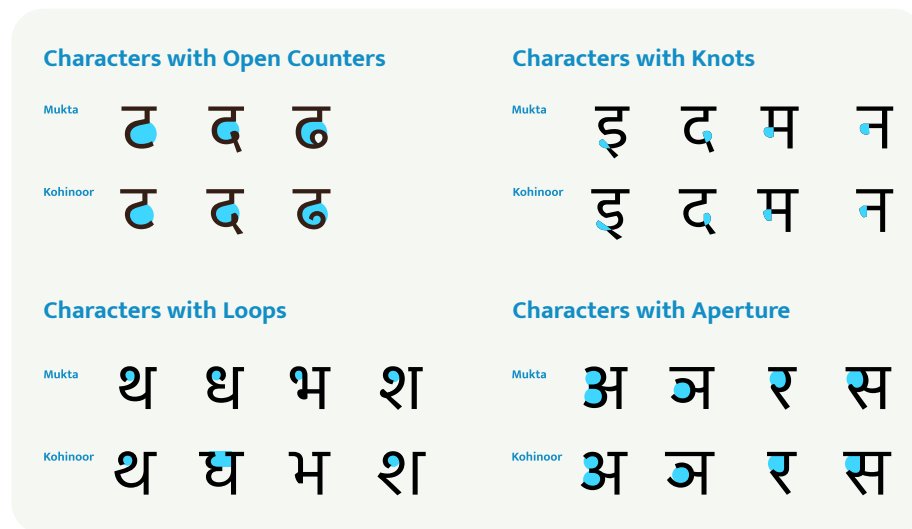 Characters with Open Counters
Mukta ट द ढ
Kohinoor ट द ढ
Characters with Knots
Mukta इ द म न
Kohinoor इ द म न
Characters with Loops
Mukta थ ध भ श
Kohinoor थ घ भ श
Characters with Aperture
Mukta अ ञ र स
Kohinoor अ ञ र स